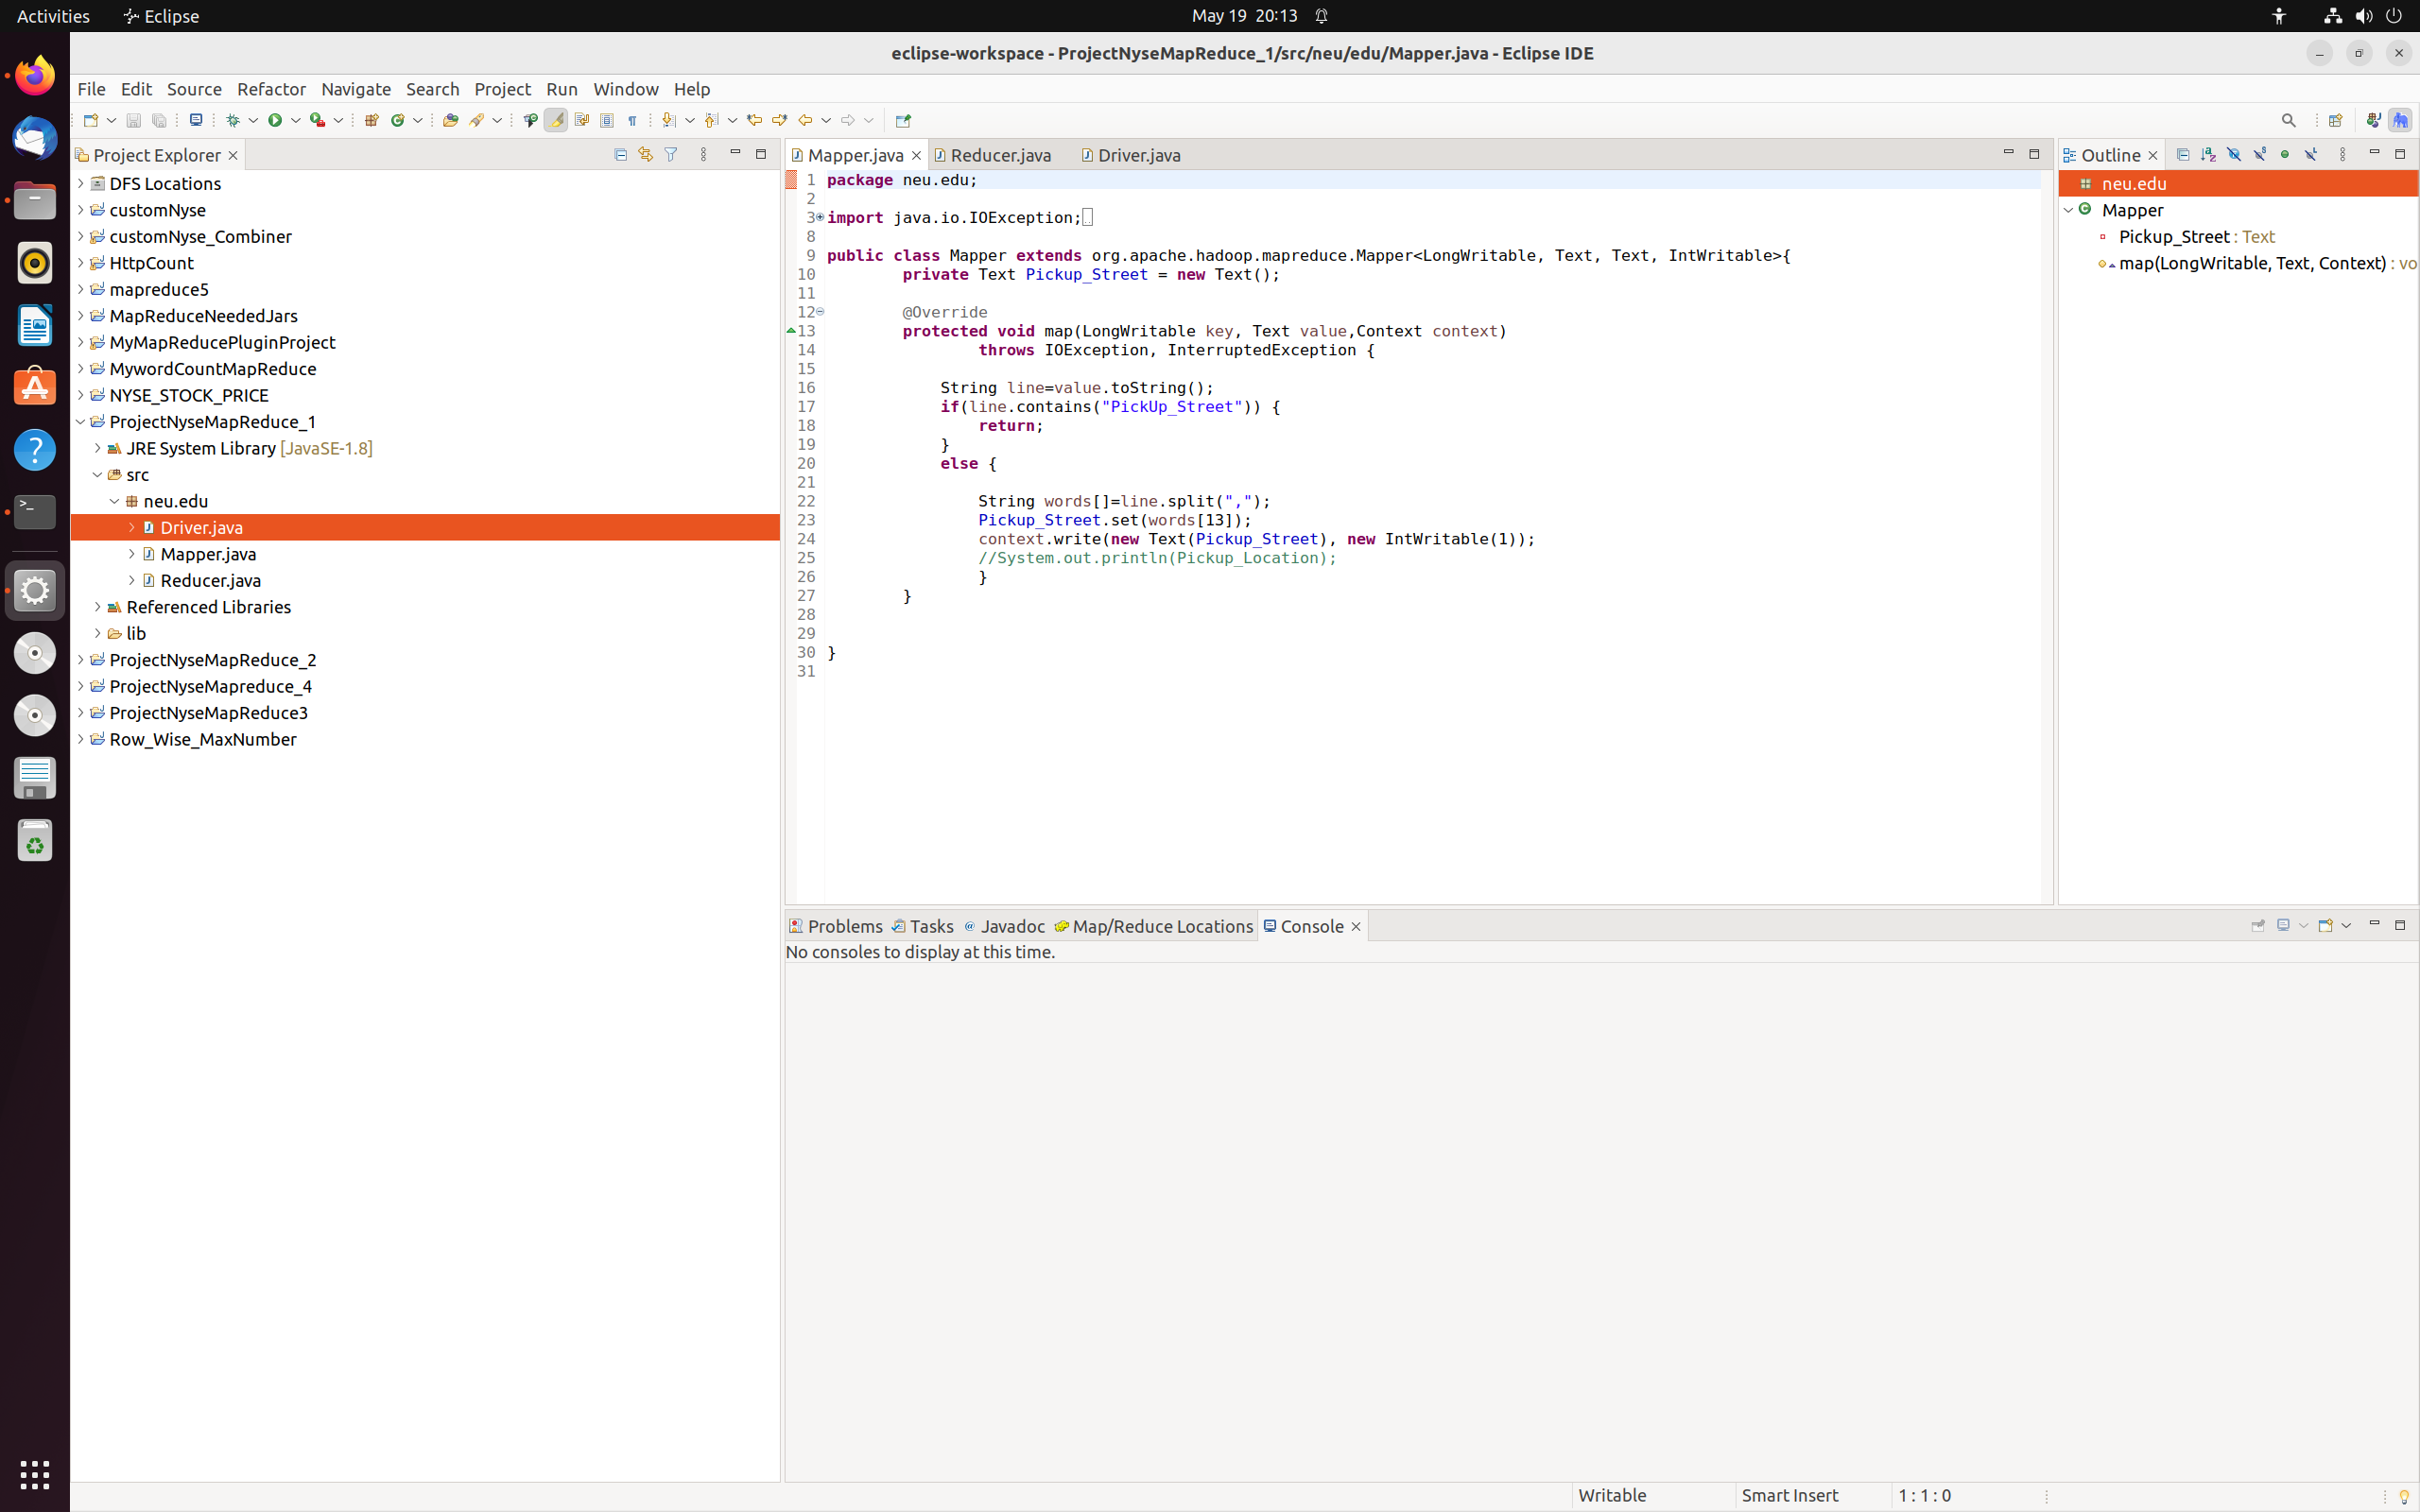 Activities Eclipse May 19 20:13
eclipse-workspace - ProjectNyseMapReduce_1/src/neu/edu/Mapper.java - Eclipse IDE
File Edit Source Refactor Navigate Search Project Run Window Help
Project Explorer
DFS Locations
customNyse
customNyse_Combiner
HttpCount
mapreduce5
MapReduceNeededJars
MyMapReducePluginProject
MywordCountMapReduce
NYSE_STOCK_PRICE
ProjectNyseMapReduce_1
JRE System Library [JavaSE-1.8]
src
neu.edu
Driver.java
Mapper.java
Reducer.java
Referenced Libraries
lib
ProjectNyseMapReduce_2
ProjectNyseMapreduce_4
ProjectNyseMapReduce3
Row_Wise_MaxNumber
Mapper.java Reducer.java Driver.java
1 package neu.edu;
2
3 import java.io.IOException;
8
9 public class Mapper extends org.apache.hadoop.mapreduce.Mapper<LongWritable, Text, Text, IntWritable>{
10 private Text Pickup_Street = new Text();
11
12 @Override
13 protected void map(LongWritable key, Text value,Context context)
14 throws IOException, InterruptedException {
15
16 String line=value.toString();
17 if(line.contains("PickUp_Street")) {
18 return;
19 }
20 else {
21
22 String words[]=line.split(",");
23 Pickup_Street.set(words[13]);
24 context.write(new Text(Pickup_Street), new IntWritable(1));
25 //System.out.println(Pickup_Location);
26 }
27 }
28
29
30 }
31
Outline
neu.edu
Mapper
Pickup_Street : Text
map(LongWritable, Text, Context) : vo
Problems Tasks Javadoc Map/Reduce Locations Console
No consoles to display at this time.
Writable Smart Insert 1 : 1 : 0